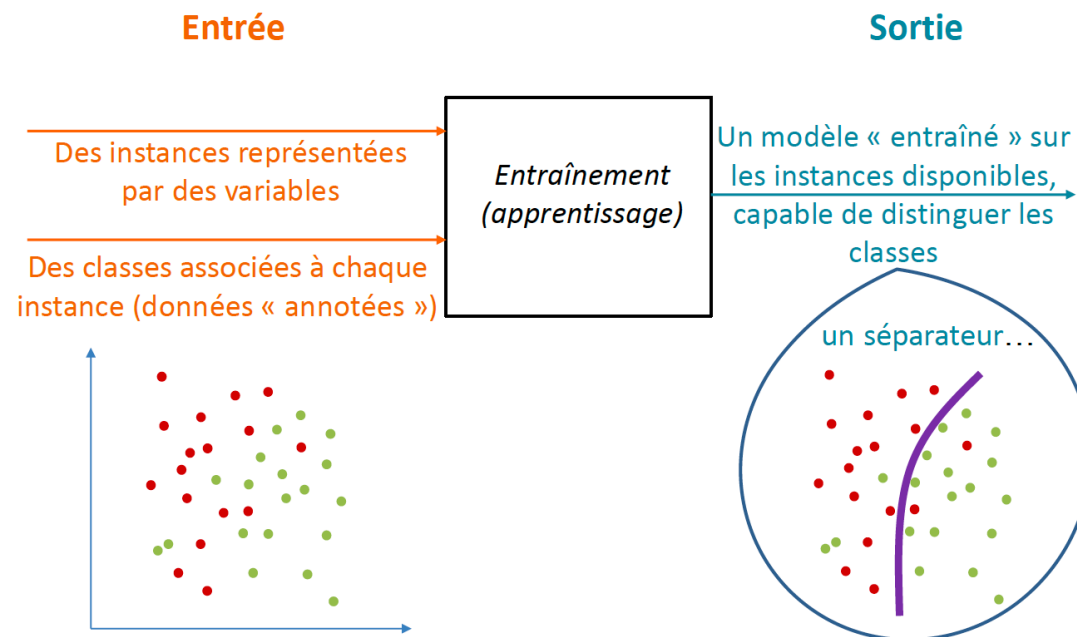 Entrée
Sortie
Des instances représentées
par des variables
Des classes associées à chaque
instance (données « annotées »)
Entraînement
(apprentissage)
Un modèle « entraîné » sur
les instances disponibles,
capable de distinguer les
classes
un séparateur…